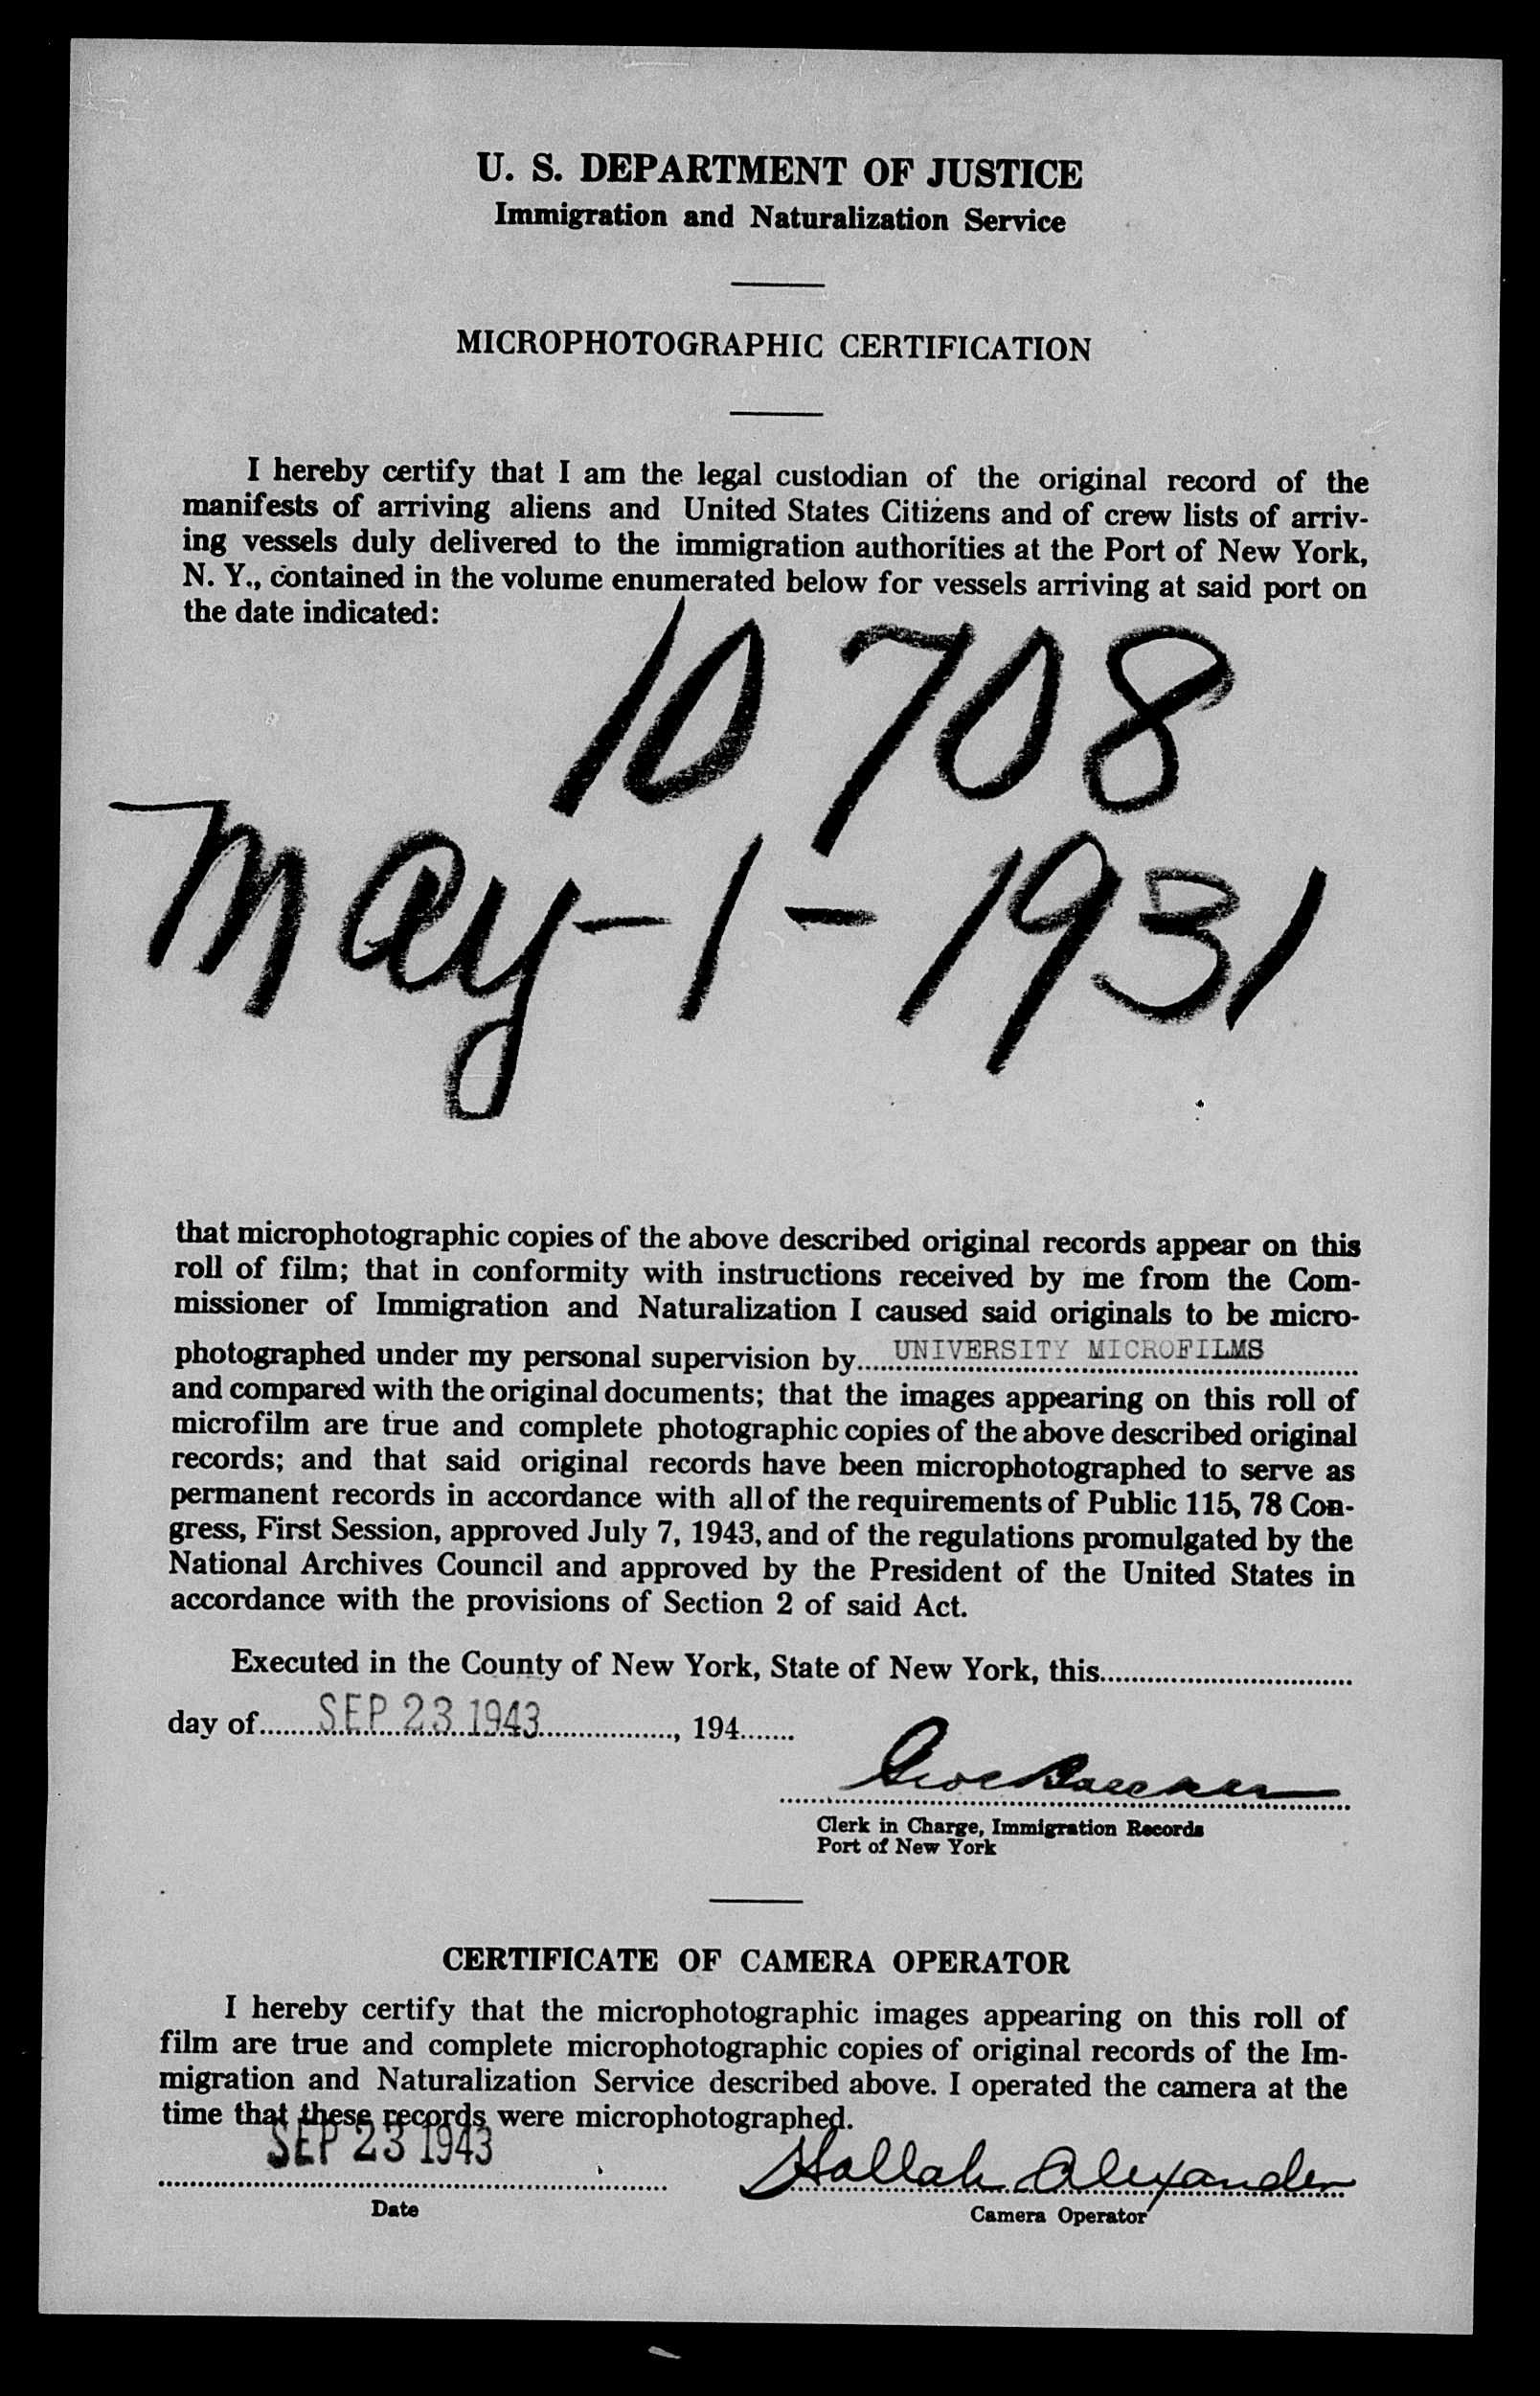 U. S. DEPARTMENT OF JUSTICE
Immigration and Naturalization Service
MICROPHOTOGRAPHIC CERTIFICATION
I hereby certify that I am the legal custodian of the original record of the
manifests of arriving aliens and United States Citizens and of crew lists of arriv-
ing vessels duly delivered to the immigration authorities at the Port of New York,
N. Y., contained in the volume enumerated below for vessels arriving at said port on
the date indicated:
10708
May-1-1931
that microphotographic copies of the above described original records appear on this
roll of film; that in conformity with instructions received by me from the Com-
missioner of Immigration and Naturalization I caused said originals to be micro-
photographed under my personal supervision by UNIVERSITY MICROFILMS
and compared with the original documents; that the images appearing on this roll of
microfilm are true and complete photographic copies of the above described original
records; and that said original records have been microphotographed to serve as
permanent records in accordance with all of the requirements of Public 115, 78 Con-
gress, First Session, approved July 7, 1943, and of the regulations promulgated by the
National Archives Council and approved by the President of the United States in
accordance with the provisions of Section 2 of said Act.
Executed in the County of New York, State of New York, this
day of SEP 23 1943, 194
Clerk in Charge, Immigration Records
Port of New York
CERTIFICATE OF CAMERA OPERATOR
I hereby certify that the microphotographic images appearing on this roll of
film are true and complete microphotographic copies of original records of the Im-
migration and Naturalization Service described above. I operated the camera at the
time that these records were microphotographed.
SEP 23 1943
Hallah Alexander
Date
Camera Operator